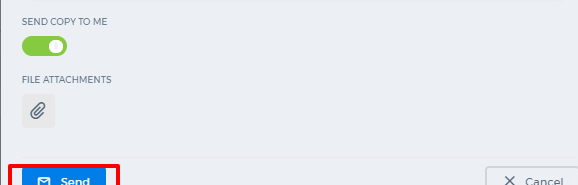 SEND COPY TO ME
FILE ATTACHMENTS
Send
Cancel